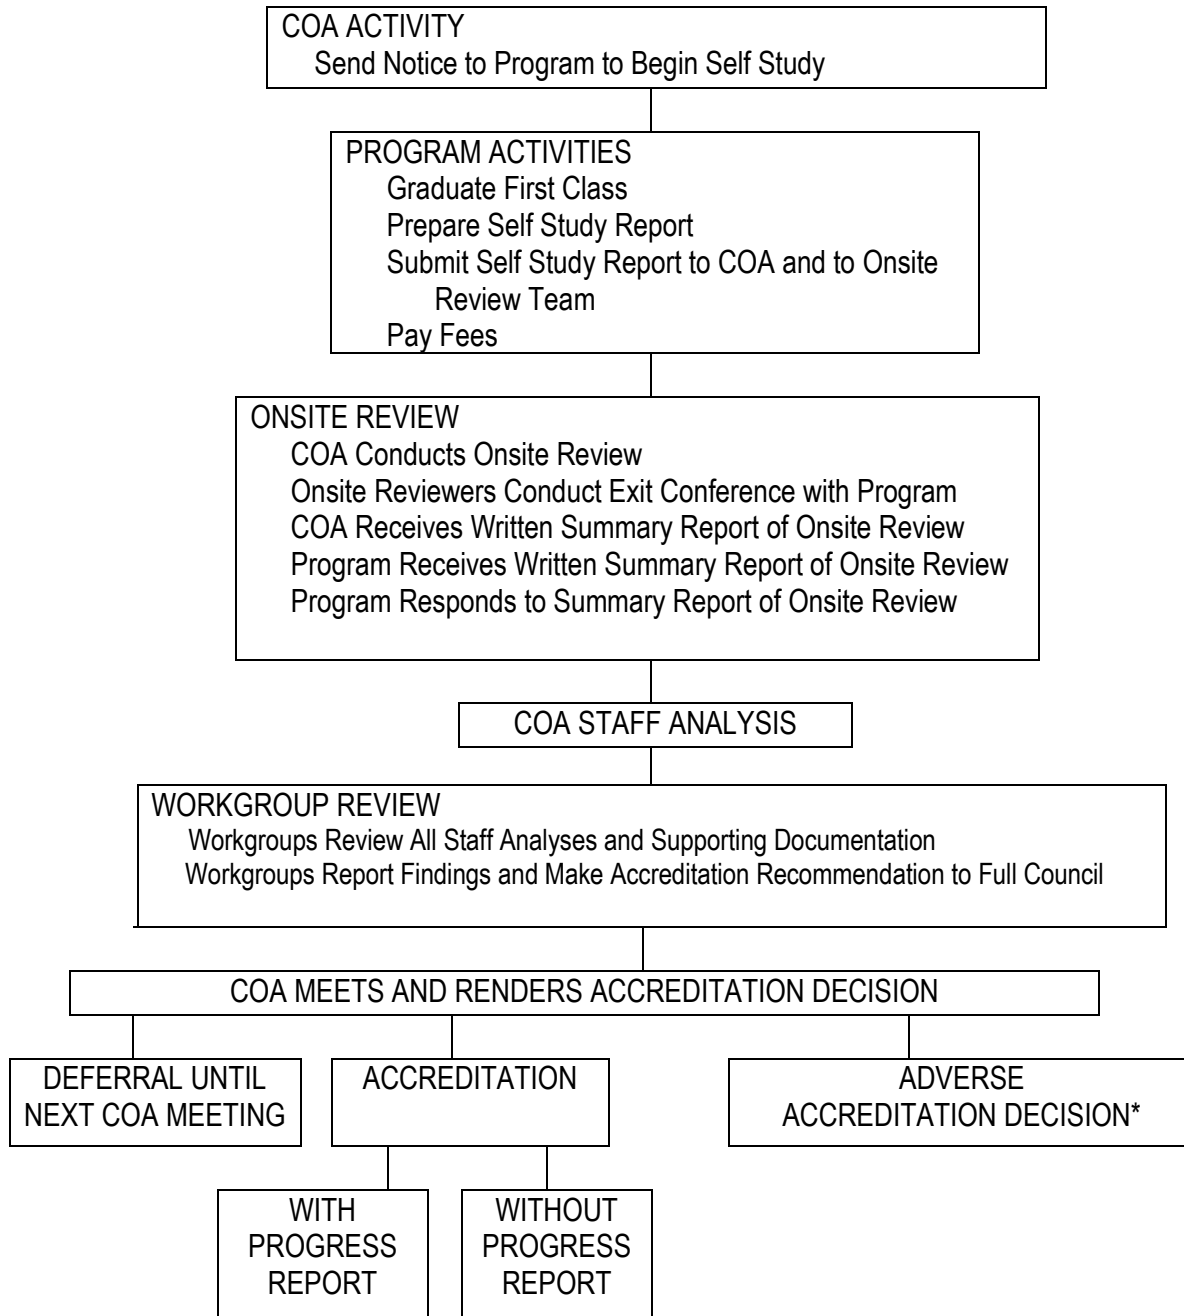 COA ACTIVITY
Send Notice to Program to Begin Self Study
PROGRAM ACTIVITIES
Graduate First Class
Prepare Self Study Report
Submit Self Study Report to COA and to Onsite
Review Team
Pay Fees
ONSITE REVIEW
COA Conducts Onsite Review
Onsite Reviewers Conduct Exit Conference with Program
COA Receives Written Summary Report of Onsite Review
Program Receives Written Summary Report of Onsite Review
Program Responds to Summary Report of Onsite Review
COA STAFF ANALYSIS
WORKGROUP REVIEW
Workgroups Review All Staff Analyses and Supporting Documentation
Workgroups Report Findings and Make Accreditation Recommendation to Full Council
COA MEETS AND RENDERS ACCREDITATION DECISION
DEFERRAL UNTIL
NEXT COA MEETING
ACCREDITATION
ADVERSE
ACCREDITATION DECISION*
WITH
PROGRESS
REPORT
WITHOUT
PROGRESS
REPORT